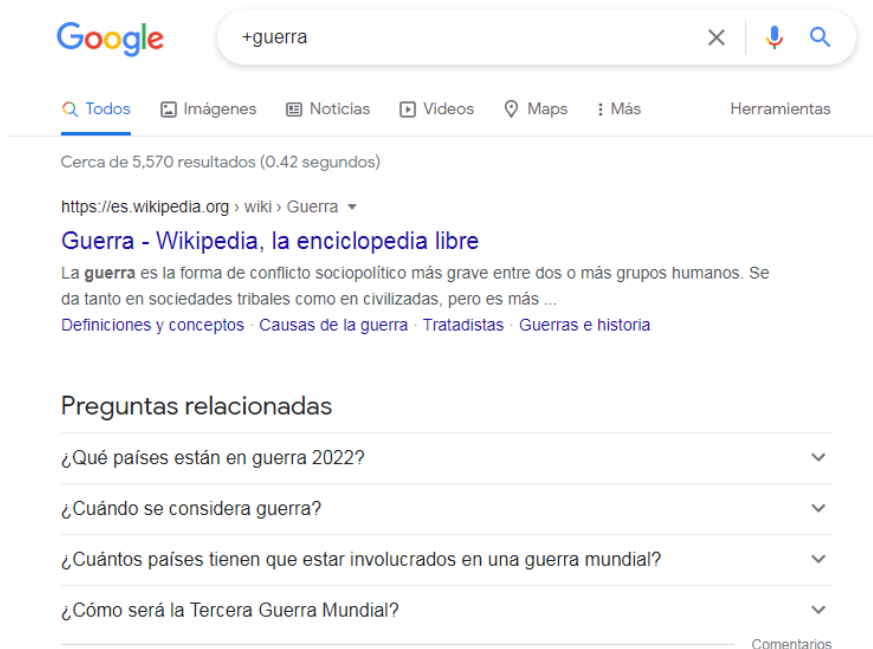 Google
+guerra
Todos Imágenes Noticias Videos Maps Más Herramientas
Cerca de 5,570 resultados (0.42 segundos)
https://es.wikipedia.org › wiki › Guerra
Guerra - Wikipedia, la enciclopedia libre
La guerra es la forma de conflicto sociopolítico más grave entre dos o más grupos humanos. Se
da tanto en sociedades tribales como en civilizadas, pero es más ...
Definiciones y conceptos · Causas de la guerra · Tratadistas · Guerras e historia
Preguntas relacionadas
¿Qué países están en guerra 2022?
¿Cuándo se considera guerra?
¿Cuántos países tienen que estar involucrados en una guerra mundial?
¿Cómo será la Tercera Guerra Mundial?
Comentarios